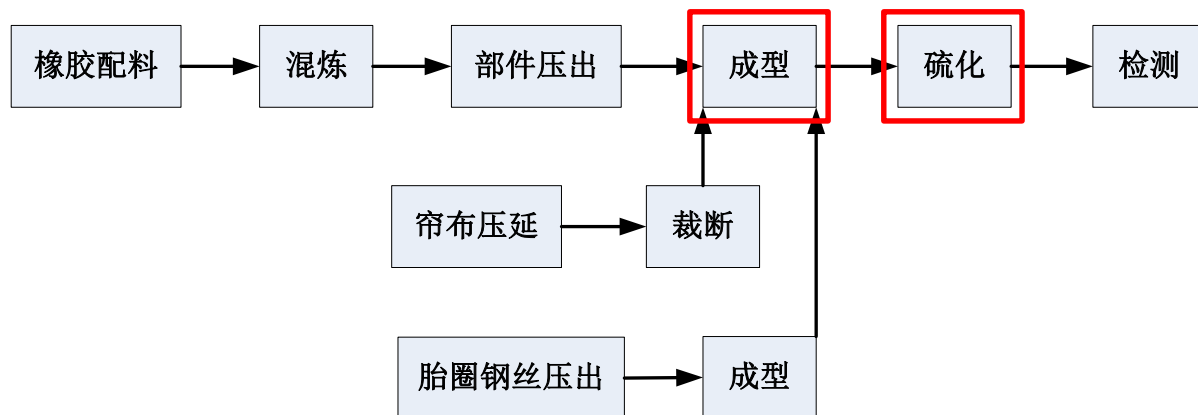 橡胶配料
混炼
部件压出
成型
硫化
检测
帘布压延
裁断
胎圈钢丝压出
成型